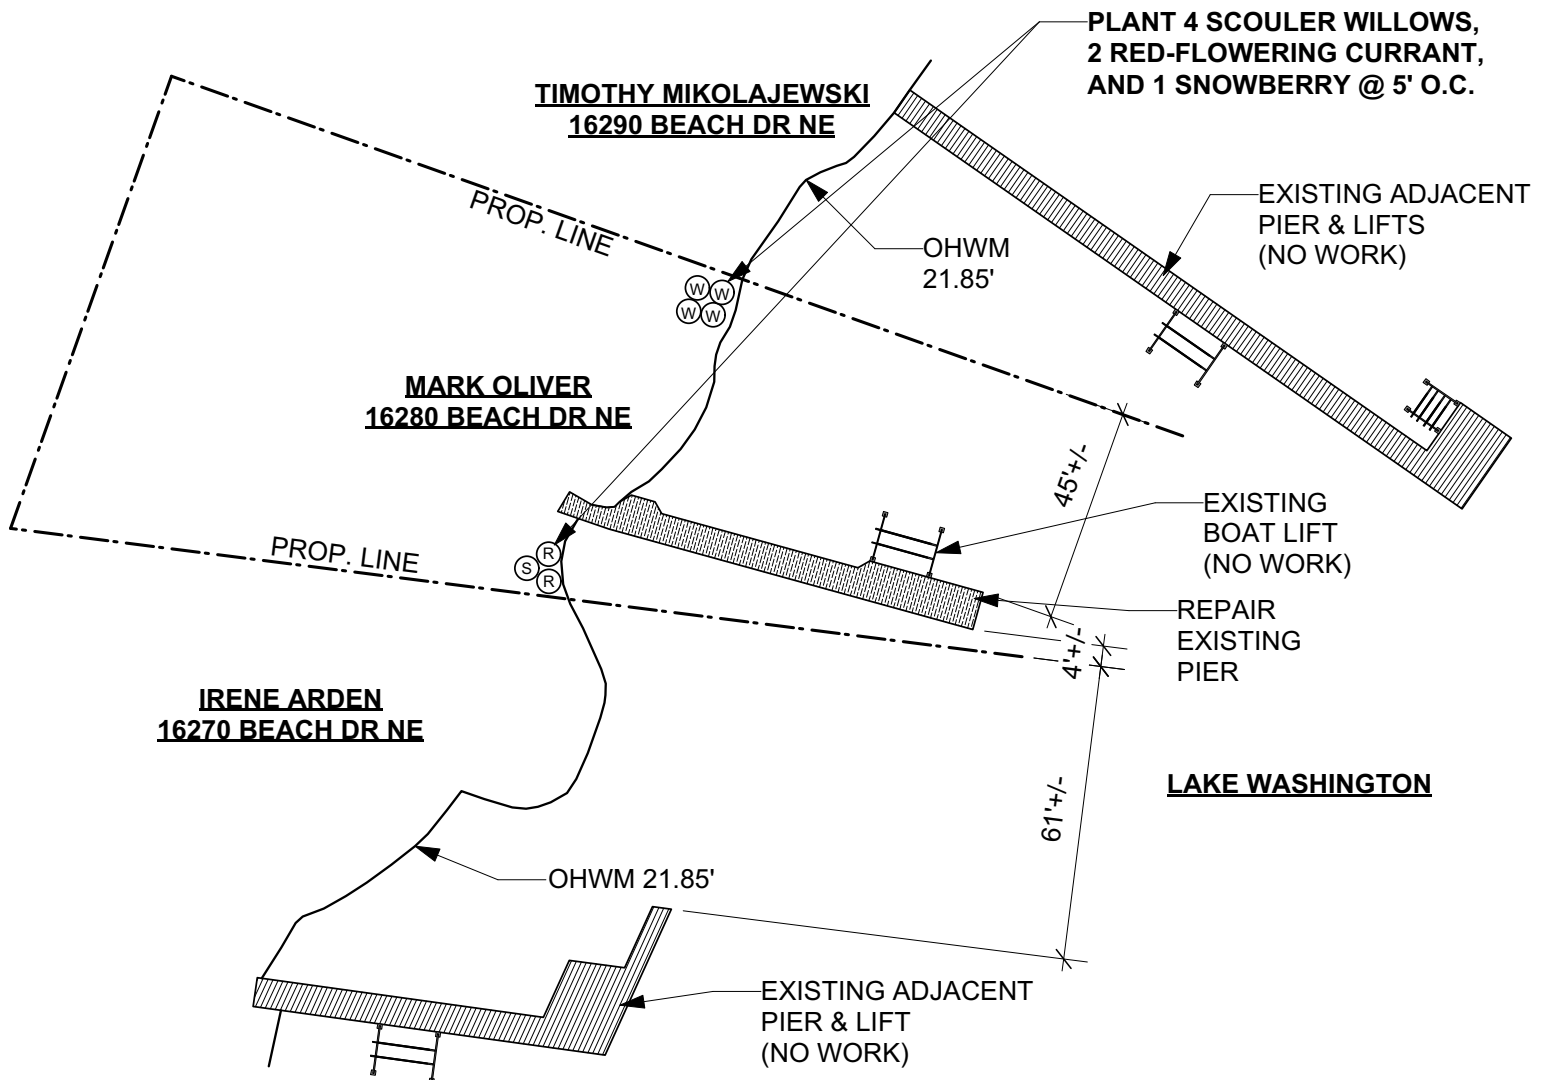 PLANT 4 SCOULER WILLOWS,
2 RED-FLOWERING CURRANT,
AND 1 SNOWBERRY @ 5' O.C.
TIMOTHY MIKOLAJEWSKI
16290 BEACH DR NE
EXISTING ADJACENT
PIER & LIFTS
(NO WORK)
PROP. LINE
OHWM
21.85'
W
W
W
W
MARK OLIVER
16280 BEACH DR NE
45'+/-
EXISTING
BOAT LIFT
(NO WORK)
PROP. LINE
R
S
R
REPAIR
EXISTING
PIER
4'+/-
IRENE ARDEN
16270 BEACH DR NE
LAKE WASHINGTON
61'+/-
OHWM 21.85'
EXISTING ADJACENT
PIER & LIFT
(NO WORK)